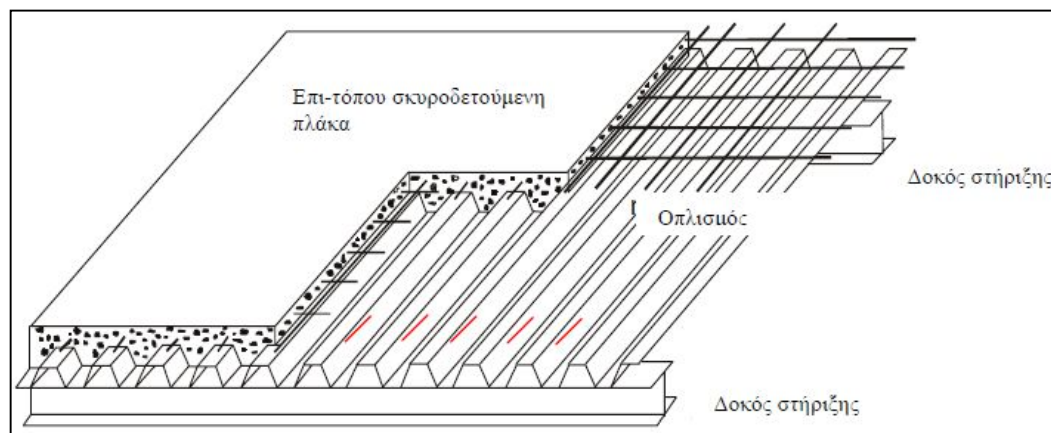 Επι-τόπου σκυροδετούμενη
πλάκα
Δοκός στήριξης
Οπλισμός
Δοκός στήριξης